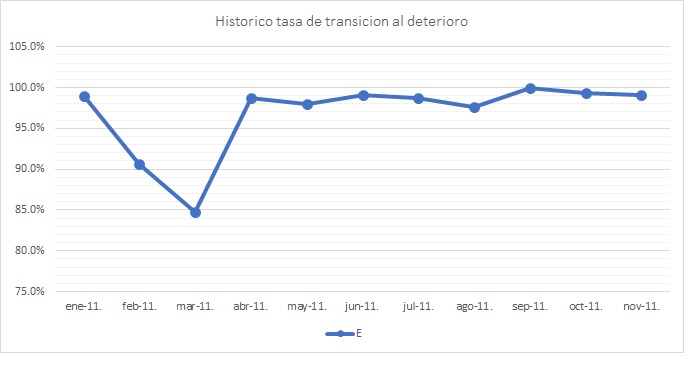 Historico tasa de transicion al deterioro
105.0%
100.0%
95.0%
90.0%
85.0%
80.0%
75.0%
ene-11. feb-11. mar-11. abr-11. may-11. jun-11. jul-11. ago-11. sep-11. oct-11. nov-11.
E